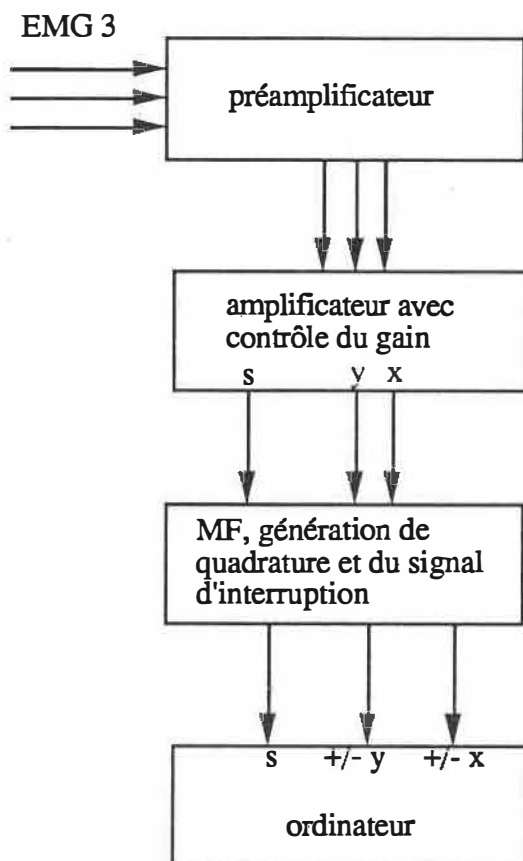 EMG 3
préamplificateur
amplificateur avec
contrôle du gain
s y x
MF, génération de
quadrature et du signal
d'interruption
s +/- y +/- x
ordinateur